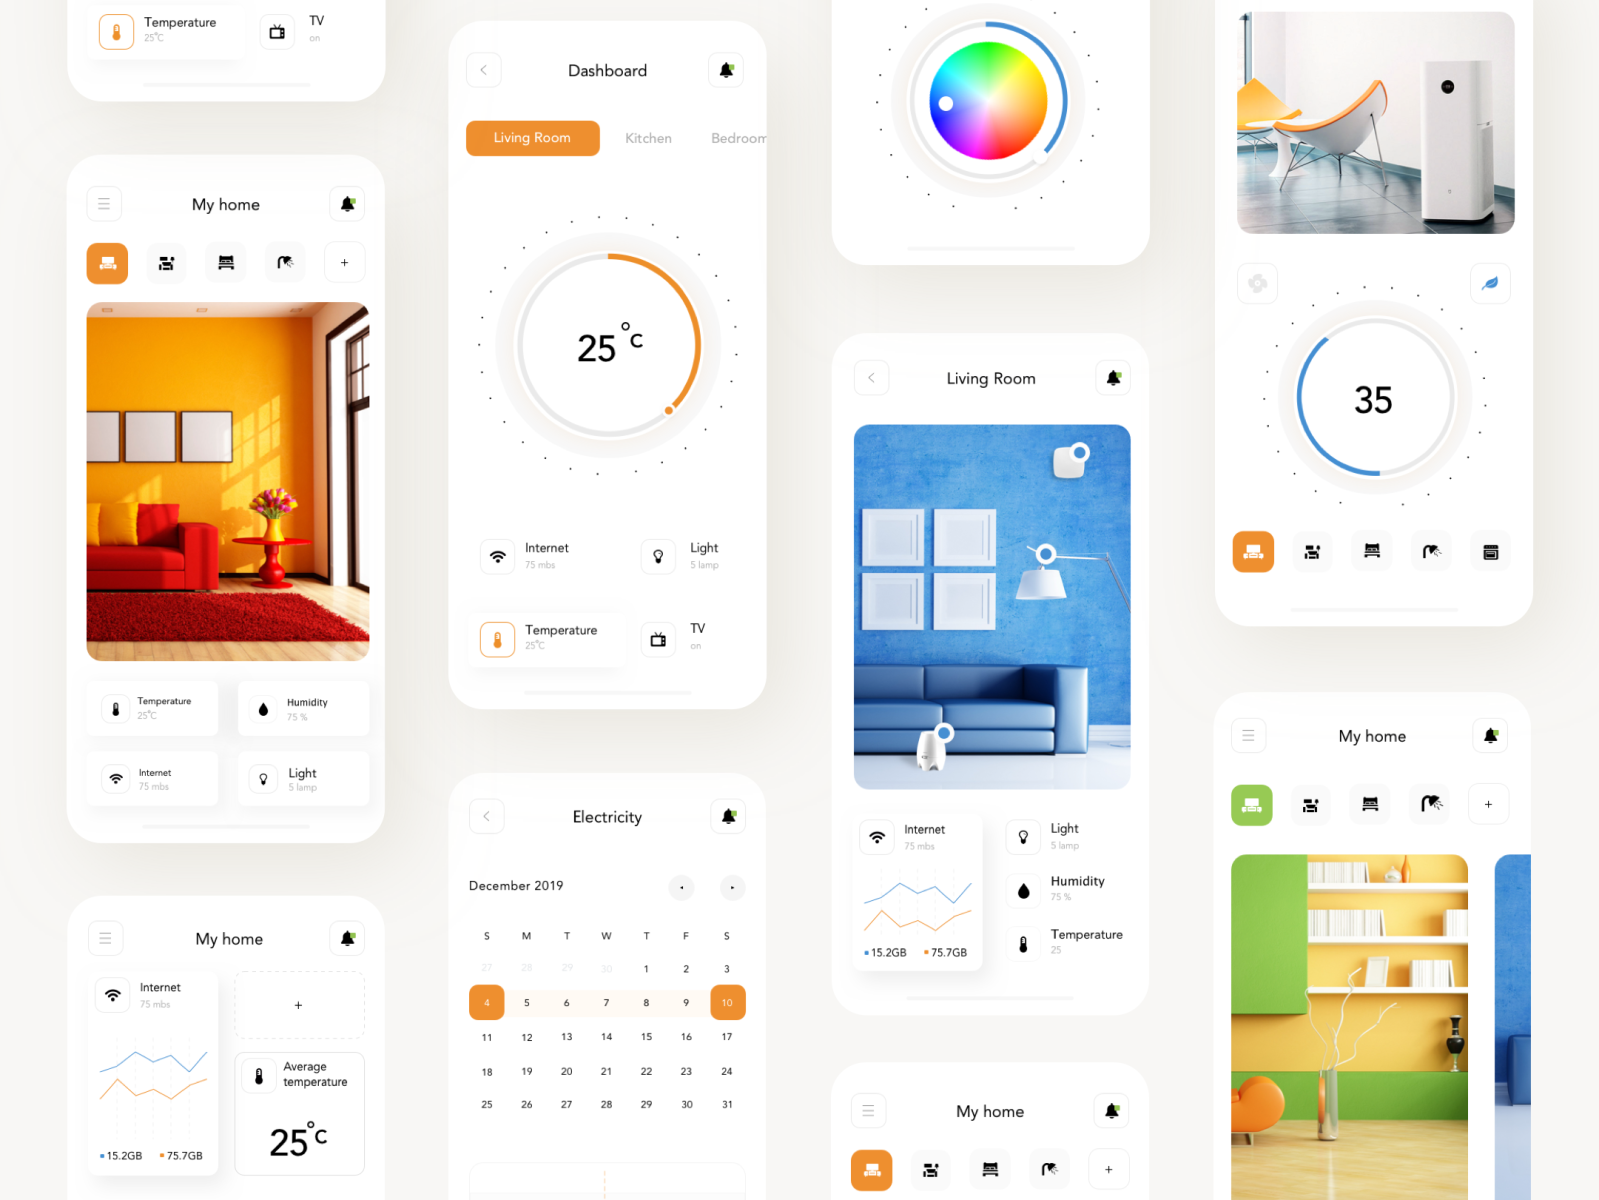 Temperature
25°C
TV
on
My home
Temperature
25°C
Humidity
75 %
Internet
75 mbs
Light
5 lamp
My home
Internet
75 mbs
+
15.2GB
75.7GB
Average
temperature
25°C
Dashboard
Living Room
Kitchen
Bedroom
25°C
Internet
75 mbs
Light
5 lamp
Temperature
25°C
TV
on
Electricity
December 2019
S M T W T F S
27 28 29 30 1 2 3
4 5 6 7 8 9 10
11 12 13 14 15 16 17
18 19 20 21 22 23 24
25 26 27 28 29 30 31
Living Room
Internet
75 mbs
15.2GB
75.7GB
Light
5 lamp
Humidity
75 %
Temperature
25
My home
+
35
My home
+